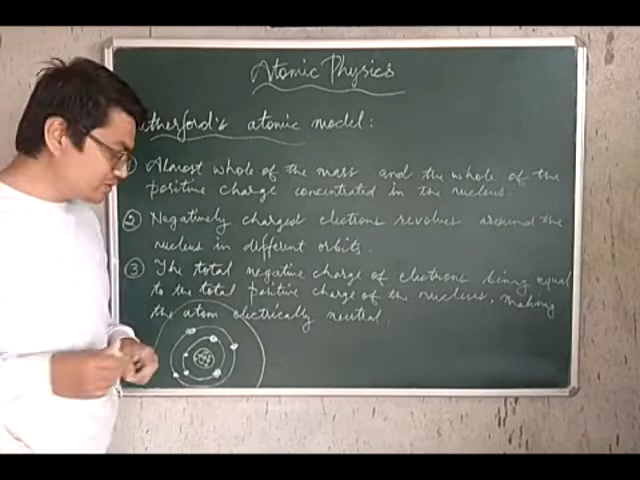 Atomic Physics
utherford's atomic model:
① Almost whole of the mass and the whole of the
positive charge concentrated in the nucleus.
② Negatively charged electrons revolves around the
nucleus in different orbits.
③ The total negative charge of electrons being equal
to the total positive charge of the nucleus, making
the atom electrically neutral.